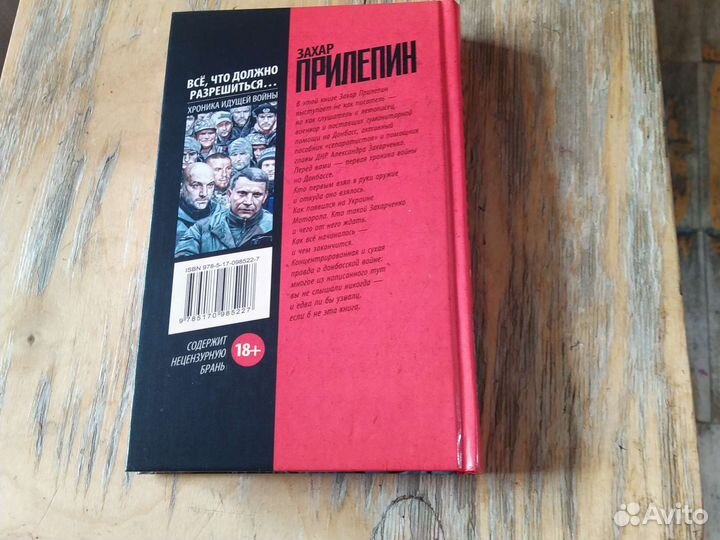 ВСЁ, ЧТО ДОЛЖНО
РАЗРЕШИТЬСЯ...
ХРОНИКА ИДУЩЕЙ ВОЙНЫ
ISBN 978-5-17-098522-7
9 785170 985227
СОДЕРЖИТ
НЕЦЕНЗУРНУЮ
БРАНЬ
18+
ЗАХАР
ПРИЛЕПИН
В этой книге Захар Прилепин
выступает не как писатель —
но как слушатель и летописец,
военкор и поставщик гуманитарной
помощи на Донбасс, активный
пособник «сепаратистов» и помощник
главы ДНР Александра Захарченко.
Перед вами — первая хроника войны
на Донбассе.
Кто первым взял в руки оружие
и откуда оно взялось.
Как появился на Украине
Моторола. Кто такой Захарченко
и чего от него ждать.
Как всё начиналось —
и чем закончится.
Концентрированная и сухая
правда о донбасской войне:
многое из написанного тут
вы не слышали никогда —
и едва ли бы узнали,
если б не эта книга.
Avito